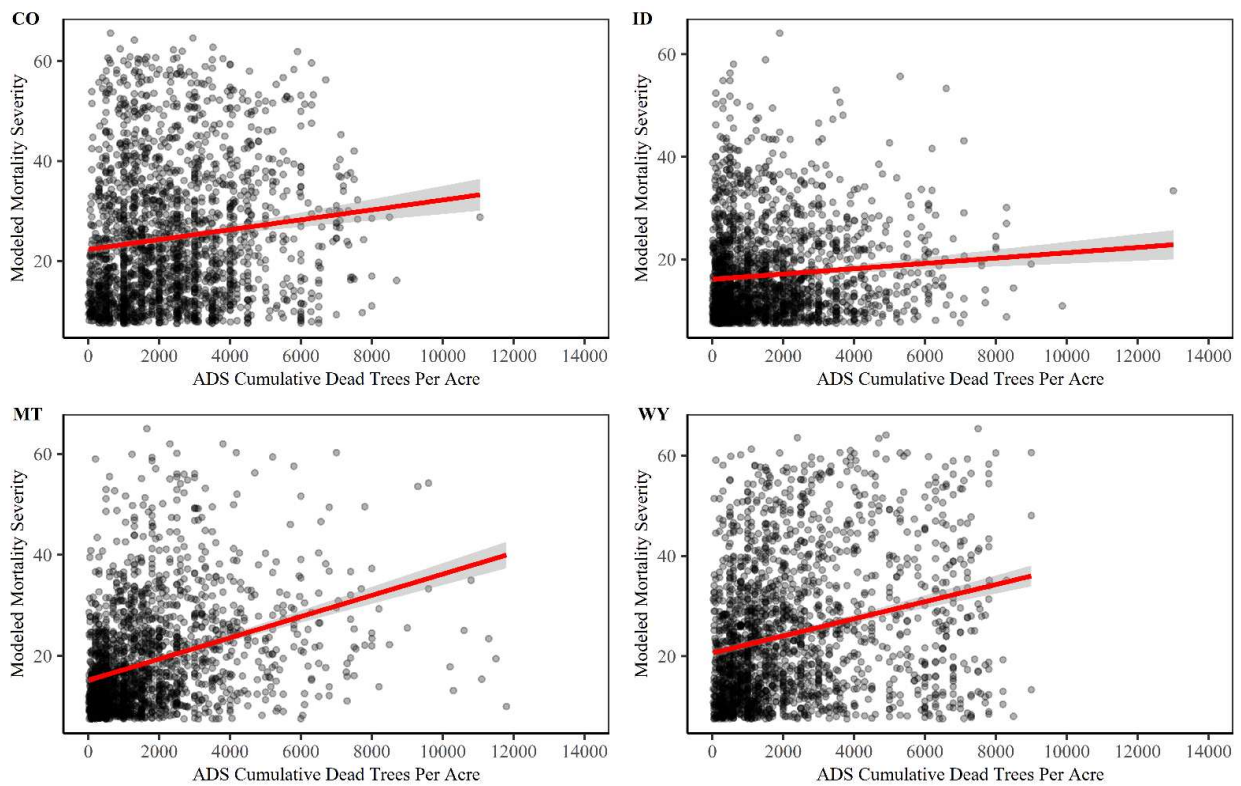 CO
Modeled Mortality Severity
60
40
20
0 2000 4000 6000 8000 10000 12000 14000
ADS Cumulative Dead Trees Per Acre
ID
Modeled Mortality Severity
60
40
20
0 2000 4000 6000 8000 10000 12000 14000
ADS Cumulative Dead Trees Per Acre
MT
Modeled Mortality Severity
60
40
20
0 2000 4000 6000 8000 10000 12000 14000
ADS Cumulative Dead Trees Per Acre
WY
Modeled Mortality Severity
60
40
20
0 2000 4000 6000 8000 10000 12000 14000
ADS Cumulative Dead Trees Per Acre